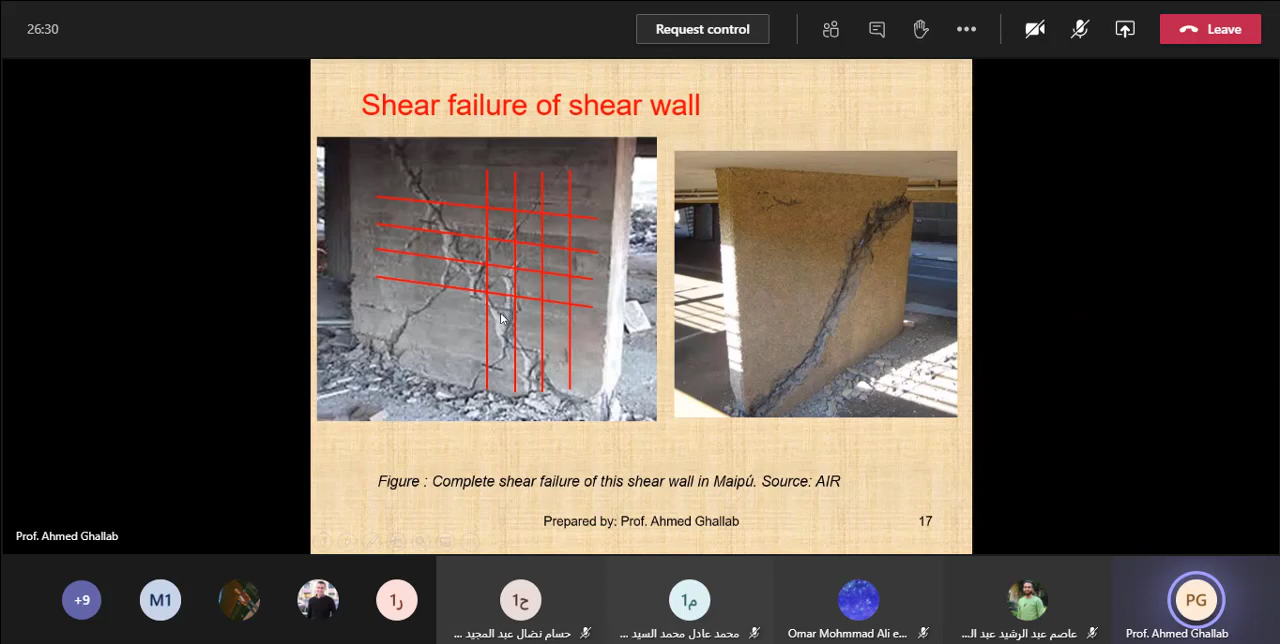 26:30
Request control
Leave
Shear failure of shear wall
Figure : Complete shear failure of this shear wall in Maipú. Source: AIR
Prepared by: Prof. Ahmed Ghallab
17
Prof. Ahmed Ghallab
+9
M1
ر1
ح1
م1
PG
حسام نضال عبد المجيد ...
محمد عادل محمد السيد ...
Omar Mohmmad Ali e...
عاصم عبد الرشيد عبد ال...
Prof. Ahmed Ghallab